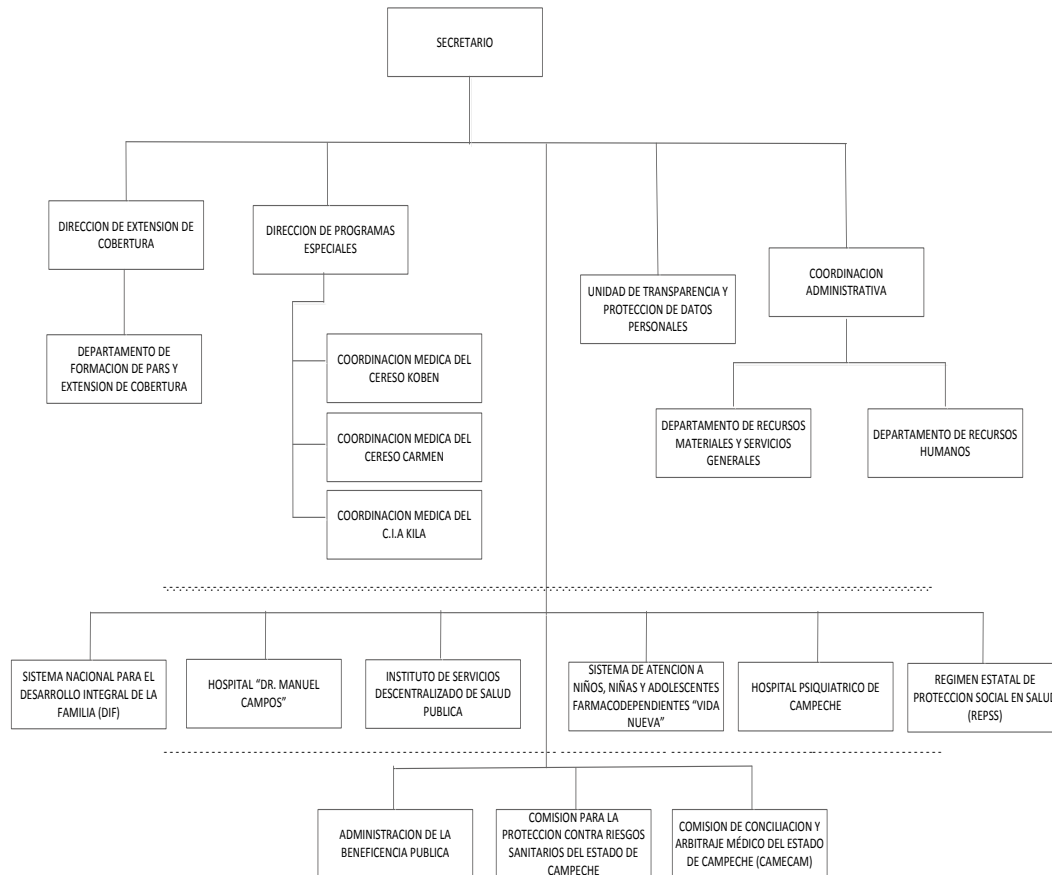 SECRETARIO
DIRECCION DE EXTENSION DE
COBERTURA
DIRECCION DE PROGRAMAS
ESPECIALES
UNIDAD DE TRANSPARENCIA Y
PROTECCION DE DATOS
PERSONALES
COORDINACION
ADMINISTRATIVA
DEPARTAMENTO DE
FORMACION DE PARS Y
EXTENSION DE COBERTURA
COORDINACION MEDICA DEL
CERESO KOBEN
COORDINACION MEDICA DEL
CERESO CARMEN
COORDINACION MEDICA DEL
C.I.A KILA
DEPARTAMENTO DE RECURSOS
MATERIALES Y SERVICIOS
GENERALES
DEPARTAMENTO DE RECURSOS
HUMANOS
SISTEMA NACIONAL PARA EL
DESARROLLO INTEGRAL DE LA
FAMILIA (DIF)
HOSPITAL “DR. MANUEL
CAMPOS”
INSTITUTO DE SERVICIOS
DESCENTRALIZADO DE SALUD
PUBLICA
SISTEMA DE ATENCION A
NIÑOS, NIÑAS Y ADOLESCENTES
FARMACODEPENDIENTES “VIDA
NUEVA”
HOSPITAL PSIQUIATRICO DE
CAMPECHE
REGIMEN ESTATAL DE
PROTECCION SOCIAL EN SALUD
(REPSS)
ADMINISTRACION DE LA
BENEFICENCIA PUBLICA
COMISION PARA LA
PROTECCION CONTRA RIESGOS
SANITARIOS DEL ESTADO DE
CAMPECHE
COMISION DE CONCILIACION Y
ARBITRAJE MÉDICO DEL ESTADO
DE CAMPECHE (CAMECAM)